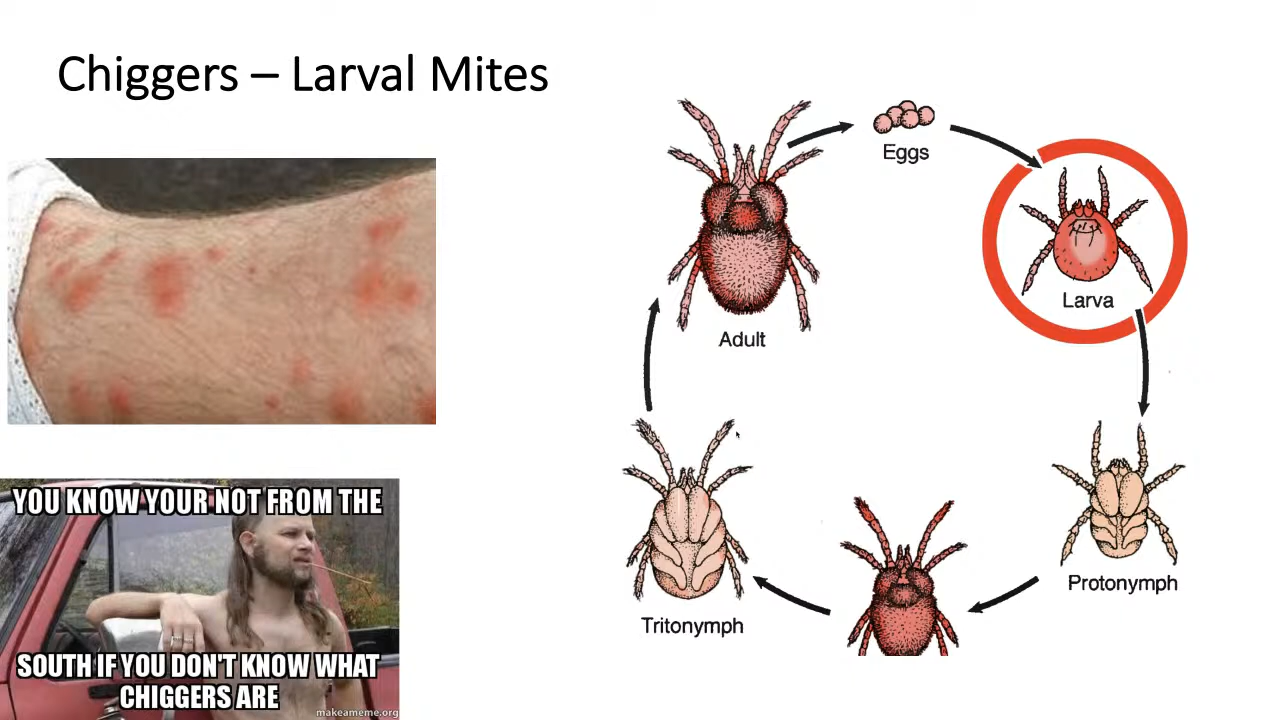 Chiggers – Larval Mites
Eggs
Larva
Adult
Protonymph
Tritonymph
YOU KNOW YOUR NOT FROM THE
SOUTH IF YOU DON'T KNOW WHAT
CHIGGERS ARE
makeameme.org